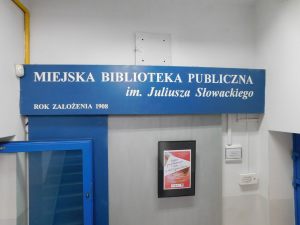 MIEJSKA BIBLIOTEKA PUBLICZNA
im. Juliusza Słowackiego
ROK ZAŁOŻENIA 1908